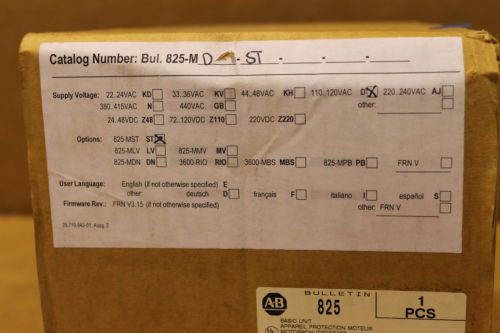 Catalog Number: Bul. 825-M D - ST - - -
Supply Voltage: 22..24VAC KD 33..36VAC KV 44..48VAC KH 110..120VAC D 220..240VAC AJ
380..415VAC N 440VAC GB other:
24..48VDC Z48 72..120VDC Z110 220VDC Z220
Options: 825-MST ST
825-MLV LV 825-MMV MV
825-MDN DN 3600-RIO RIO 3600-MBS MBS 825-MPB PB FRN V
User Language: English (if not otherwise specified) E
other: deutsch D français F italiano I español S
Firmware Rev.: FRN V3.15 (if not otherwise specified) other: FRN V
BULLETIN
A-B 825 1
PCS
BASIC UNIT
APPAREIL PROTECTION MOTEUR